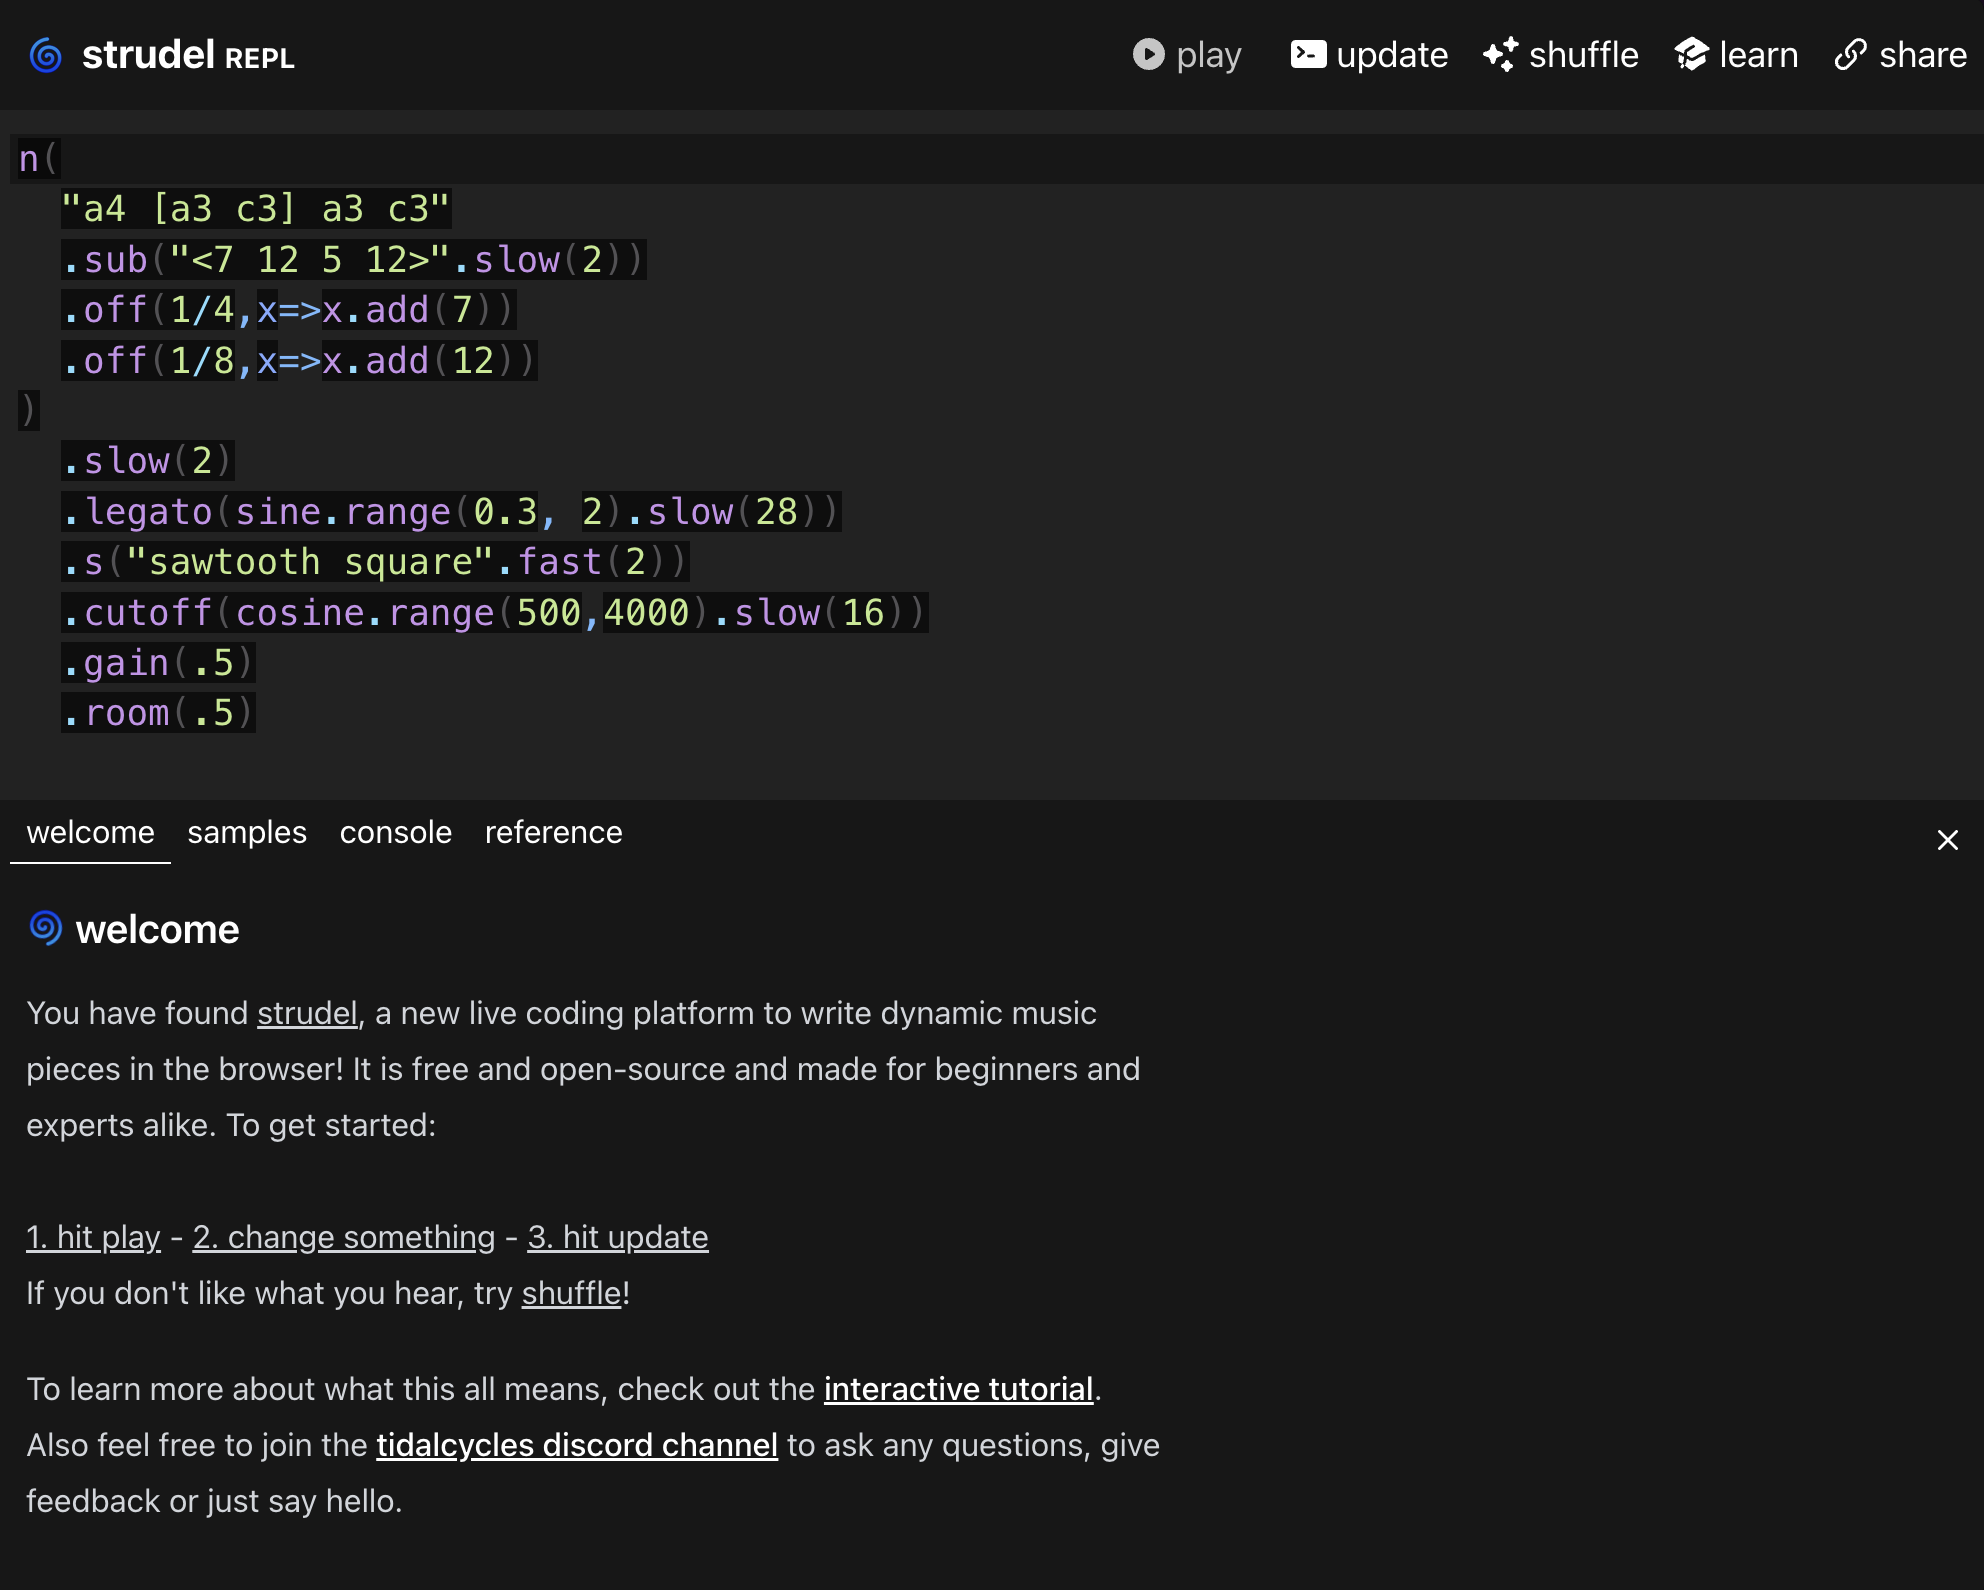 strudel REPL
play update shuffle learn share
n(
"a4 [a3 c3] a3 c3"
.sub("<7 12 5 12>".slow(2))
.off(1/4,x=>x.add(7))
.off(1/8,x=>x.add(12))
)
.slow(2)
.legato(sine.range(0.3, 2).slow(28))
.s("sawtooth square".fast(2))
.cutoff(cosine.range(500,4000).slow(16))
.gain(.5)
.room(.5)
welcome samples console reference
welcome
You have found strudel, a new live coding platform to write dynamic music
pieces in the browser! It is free and open-source and made for beginners and
experts alike. To get started:
1. hit play - 2. change something - 3. hit update
If you don't like what you hear, try shuffle!
To learn more about what this all means, check out the interactive tutorial.
Also feel free to join the tidalcycles discord channel to ask any questions, give
feedback or just say hello.